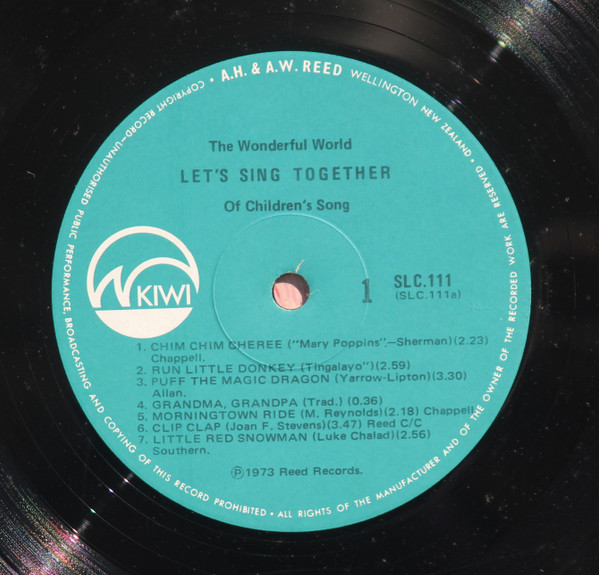 • A.H. & A.W. REED WELLINGTON NEW ZEALAND •
ALL RIGHTS OF THE MANUFACTURER AND OF THE OWNER OF THE RECORDED WORK ARE RESERVED •
COPYRIGHT RECORD—UNAUTHORISED PUBLIC PERFORMANCE, BROADCASTING AND COPYING OF THIS RECORD PROHIBITED •
The Wonderful World
LET'S SING TOGETHER
Of Children's Song
KIWI
1
SLC.111
(SLC.111a)
1. CHIM CHIM CHEREE ("Mary Poppins".—Sherman)(2.23)
Chappell.
2. RUN LITTLE DONKEY (Tingalayo")(2.59)
3. PUFF THE MAGIC DRAGON (Yarrow-Lipton)(3.30)
Allan.
4. GRANDMA, GRANDPA (Trad.) (0.36)
5. MORNINGTOWN RIDE (M. Reynolds)(2.18) Chappell.
6. CLIP CLAP (Joan F. Stevens)(3.47) Reed C/C
7. LITTLE RED SNOWMAN (Luke Chalad)(2.56)
Southern.
Ⓟ1973 Reed Records.